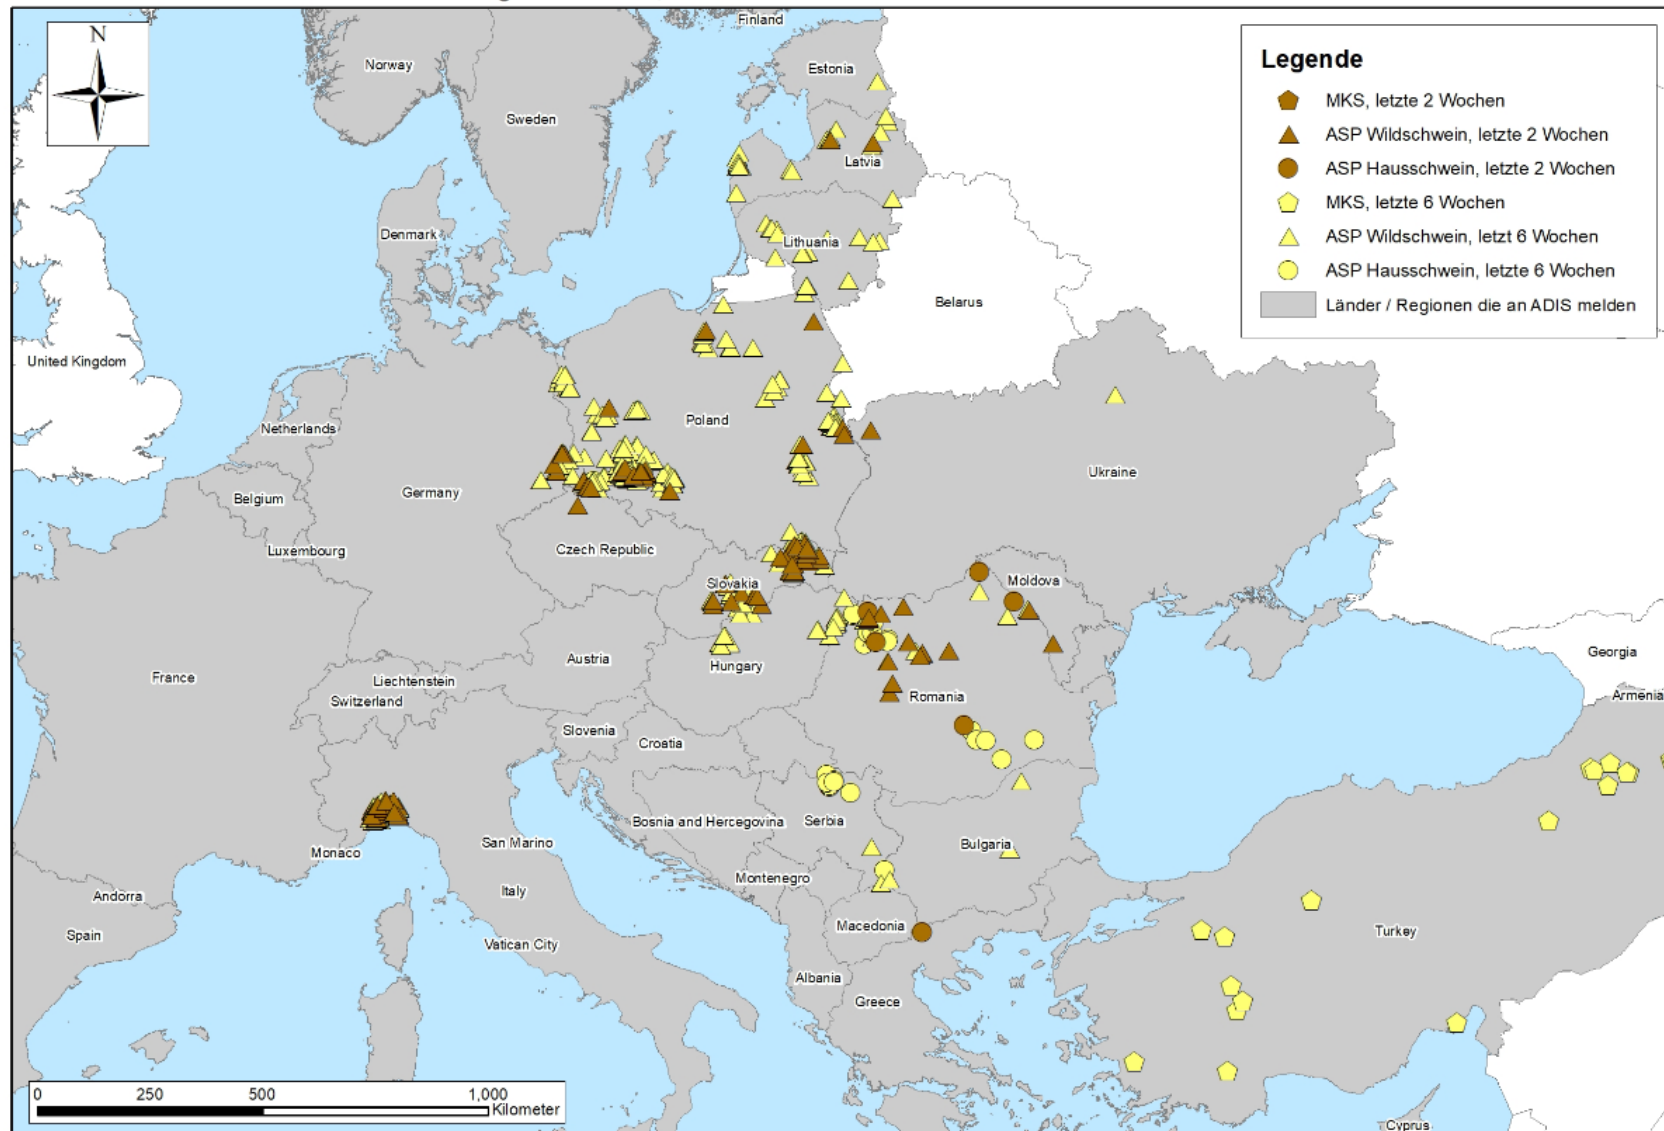 N
Legende
MKS, letzte 2 Wochen
ASP Wildschwein, letzte 2 Wochen
ASP Hausschwein, letzte 2 Wochen
MKS, letzte 6 Wochen
ASP Wildschwein, letzt 6 Wochen
ASP Hausschwein, letzte 6 Wochen
Länder / Regionen die an ADIS melden
Finland
Norway
Estonia
Sweden
Latvia
Denmark
Lithuania
Belarus
United Kingdom
Poland
Netherlands
Ukraine
Germany
Belgium
Czech Republic
Luxembourg
Slovakia
Moldova
Georgia
Austria
Hungary
France
Liechtenstein
Switzerland
Romania
Armenia
Slovenia
Croatia
Bosnia and Hercegovina
Serbia
San Marino
Bulgaria
Monaco
Montenegro
Andorra
Italy
Macedonia
Turkey
Spain
Vatican City
Albania
Greece
0 250 500 1,000
Kilometer
Cyprus